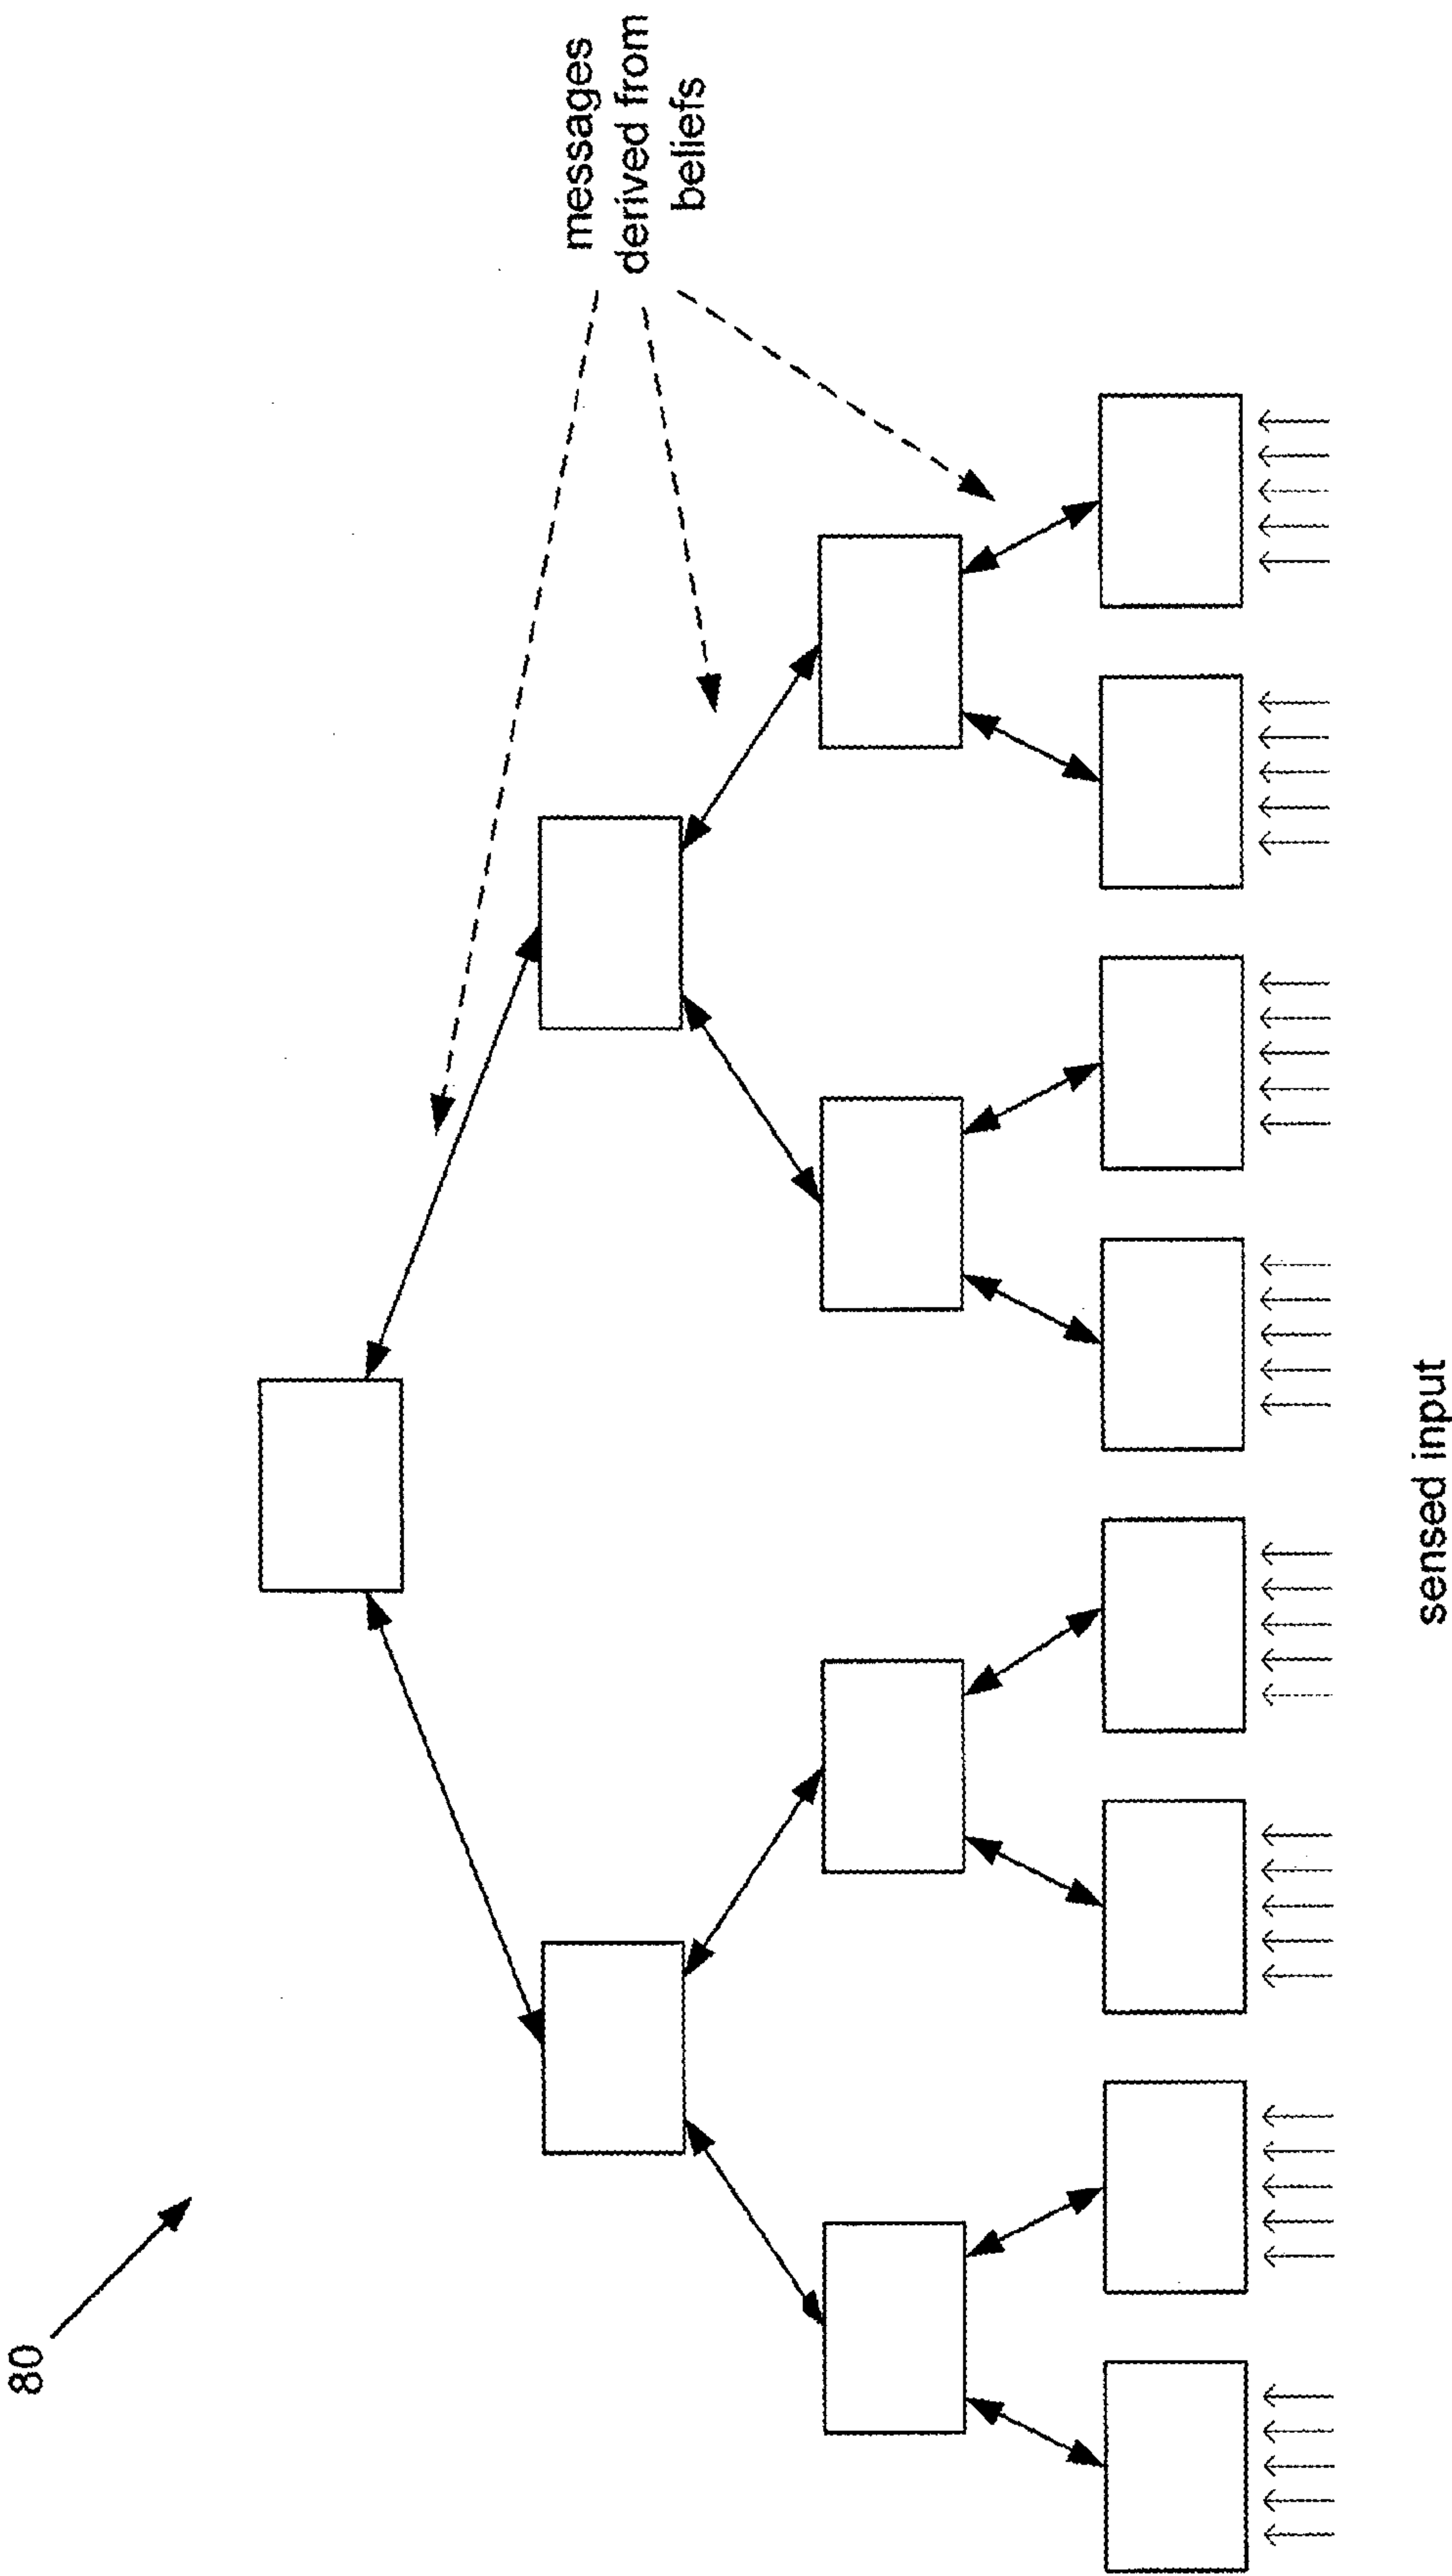 80
messages
derived from
beliefs
sensed input